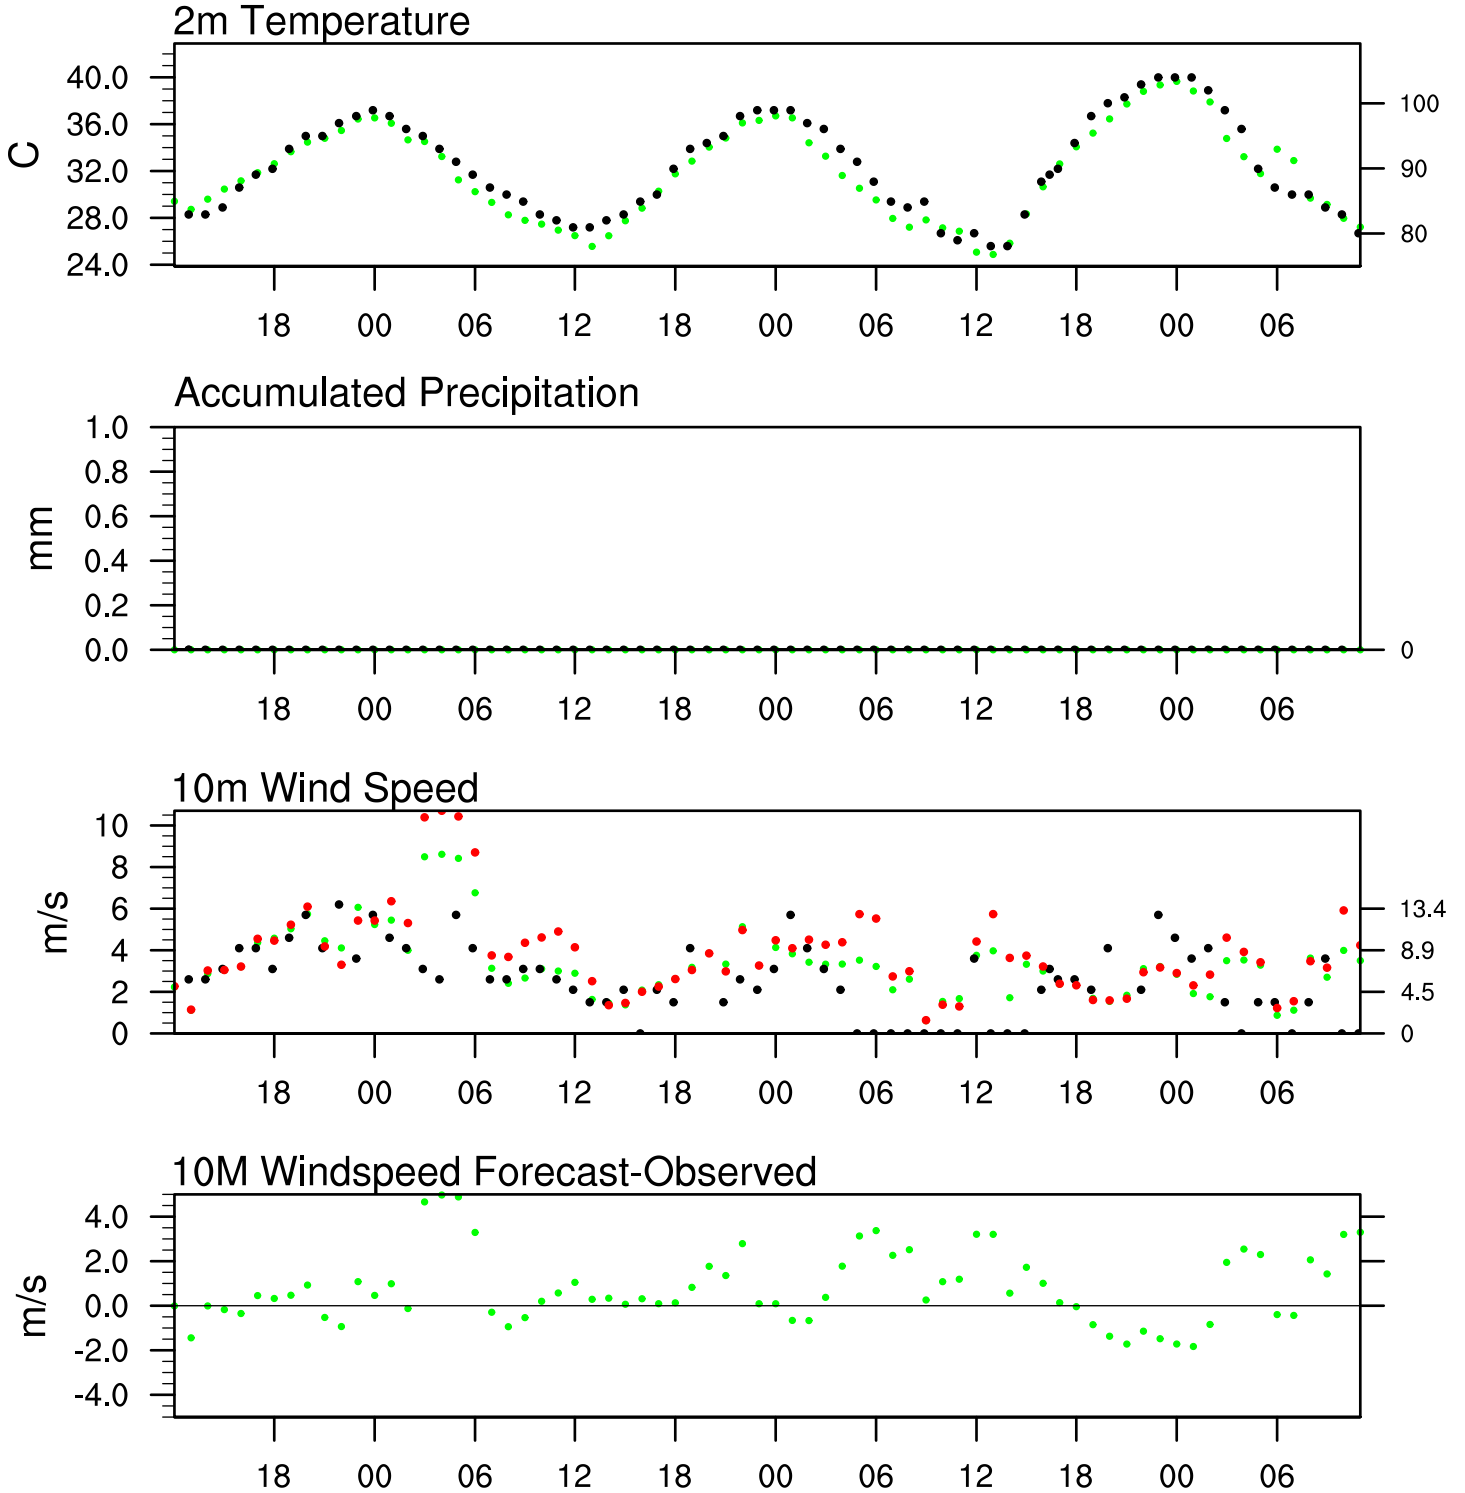 2m Temperature
40.0
36.0
32.0
28.0
24.0
C
100
90
80
18 00 06 12 18 00 06 12 18 00 06
Accumulated Precipitation
1.0
0.8
0.6
0.4
0.2
0.0
mm
0
18 00 06 12 18 00 06 12 18 00 06
10m Wind Speed
10
8
6
4
2
0
m/s
13.4
8.9
4.5
0
18 00 06 12 18 00 06 12 18 00 06
10M Windspeed Forecast-Observed
4.0
2.0
0.0
-2.0
-4.0
m/s
18 00 06 12 18 00 06 12 18 00 06